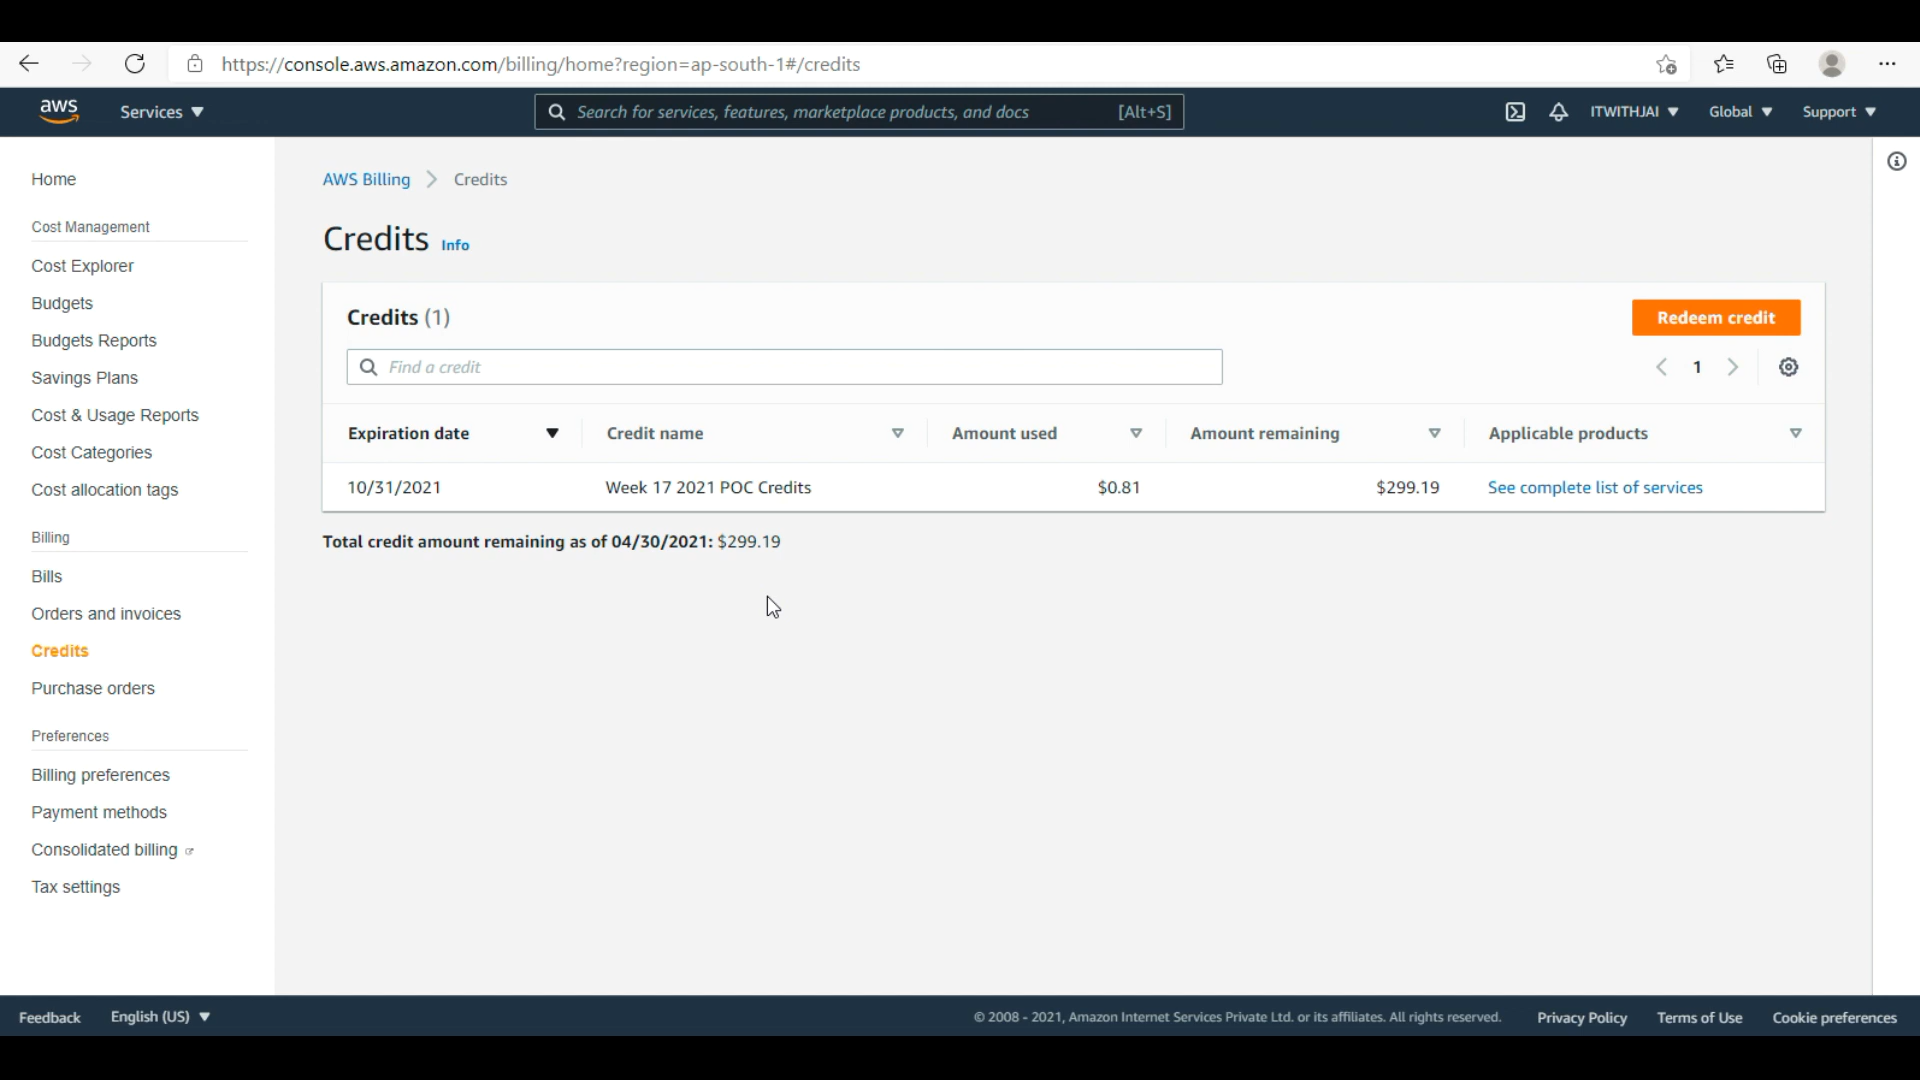 https://console.aws.amazon.com/billing/home?region=ap-south-1#/credits
aws
Services
Search for services, features, marketplace products, and docs
[Alt+S]
ITWITHJAI
Global
Support
Home
Cost Management
Cost Explorer
Budgets
Budgets Reports
Savings Plans
Cost & Usage Reports
Cost Categories
Cost allocation tags
Billing
Bills
Orders and invoices
Credits
Purchase orders
Preferences
Billing preferences
Payment methods
Consolidated billing
Tax settings
AWS Billing > Credits
Credits Info
Credits (1)
Redeem credit
Find a credit
1
Expiration date Credit name Amount used Amount remaining Applicable products
10/31/2021 Week 17 2021 POC Credits $0.81 $299.19 See complete list of services
Total credit amount remaining as of 04/30/2021: $299.19
Feedback English (US) © 2008 - 2021, Amazon Internet Services Private Ltd. or its affiliates. All rights reserved. Privacy Policy Terms of Use Cookie preferences